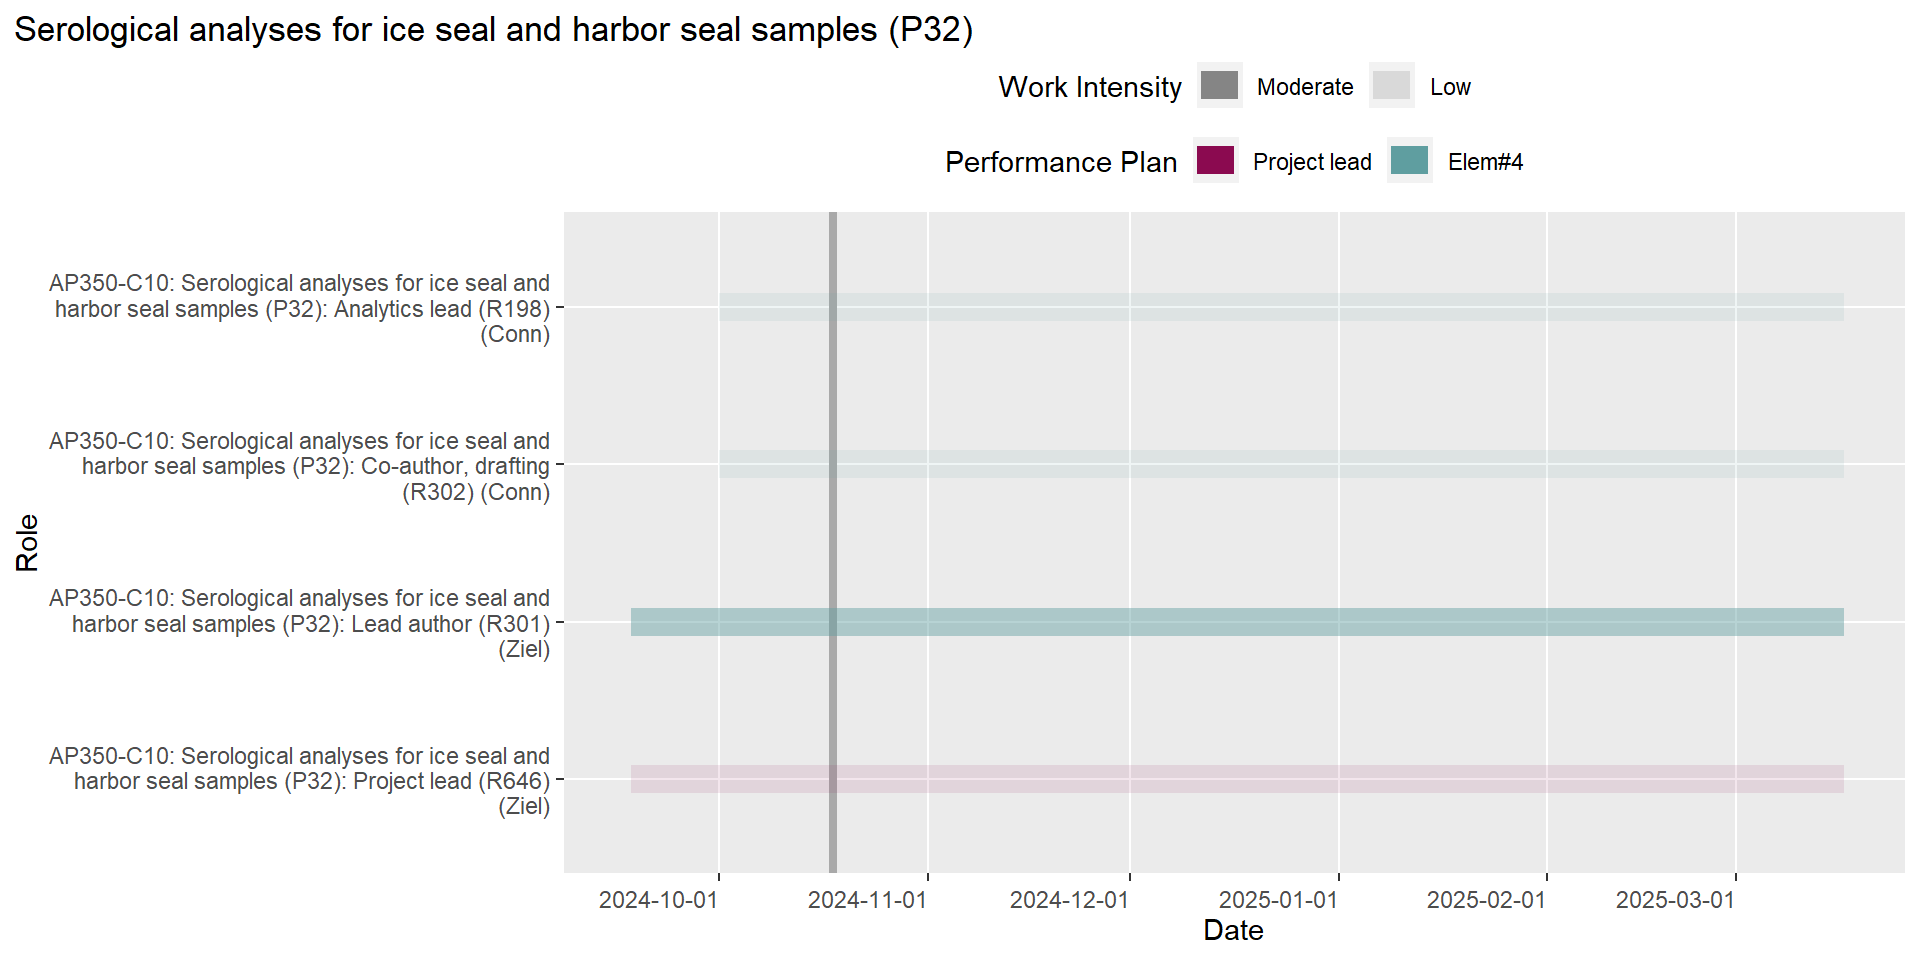 Serological analyses for ice seal and harbor seal samples (P32)
Work Intensity Moderate Low
Performance Plan Project lead Elem#4
AP350-C10: Serological analyses for ice seal and
harbor seal samples (P32): Analytics lead (R198)
(Conn)
AP350-C10: Serological analyses for ice seal and
harbor seal samples (P32): Co-author, drafting
(R302) (Conn)
Role
AP350-C10: Serological analyses for ice seal and
harbor seal samples (P32): Lead author (R301)
(Ziel)
AP350-C10: Serological analyses for ice seal and
harbor seal samples (P32): Project lead (R646)
(Ziel)
2024-10-01 2024-11-01 2024-12-01 2025-01-01 2025-02-01 2025-03-01
Date